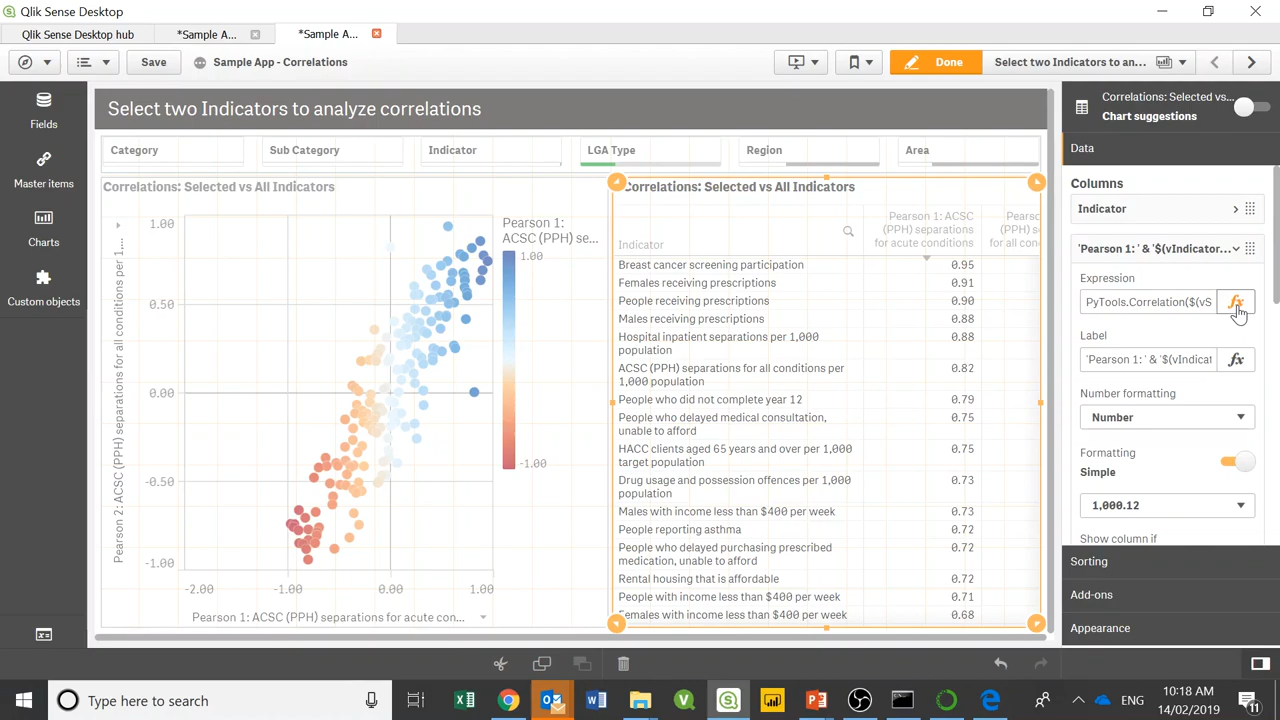 Qlik Sense Desktop
Qlik Sense Desktop hub
*Sample A...
*Sample A...
Save
Sample App - Correlations
Done
Select two Indicators to an...
Fields
Master items
Charts
Custom objects
Select two Indicators to analyze correlations
Category
Sub Category
Indicator
LGA Type
Region
Area
Correlations: Selected vs All Indicators
Pearson 2: ACSC (PPH) separations for all conditions per 1,...
1.00
0.50
0.00
-0.50
-1.00
-2.00
-1.00
0.00
1.00
Pearson 1: ACSC (PPH) separations for acute con...
Pearson 1:
ACSC (PPH) se...
1.00
-1.00
Correlations: Selected vs All Indicators
Indicator
Pearson 1: ACSC
(PPH) separations
for acute conditions
Pears
(PPH) s
for all con
Breast cancer screening participation 0.95
Females receiving prescriptions 0.91
People receiving prescriptions 0.90
Males receiving prescriptions 0.88
Hospital inpatient separations per 1,000 0.88
population
ACSC (PPH) separations for all conditions per 0.82
1,000 population
People who did not complete year 12 0.79
People who delayed medical consultation, 0.75
unable to afford
HACC clients aged 65 years and over per 1,000 0.75
target population
Drug usage and possession offences per 1,000 0.73
population
Males with income less than $400 per week 0.73
People reporting asthma 0.72
People who delayed purchasing prescribed 0.72
medication, unable to afford
Rental housing that is affordable 0.72
People with income less than $400 per week 0.71
Females with income less than $400 per week 0.68
Correlations: Selected vs...
Chart suggestions
Data
Columns
Indicator
'Pearson 1: ' & '$(vIndicator...
Expression
PyTools.Correlation($(vS
fx
Label
'Pearson 1: ' & '$(vIndicat
fx
Number formatting
Number
Formatting
Simple
1,000.12
Show column if
Sorting
Add-ons
Appearance
Type here to search
ENG
10:18 AM
14/02/2019
11